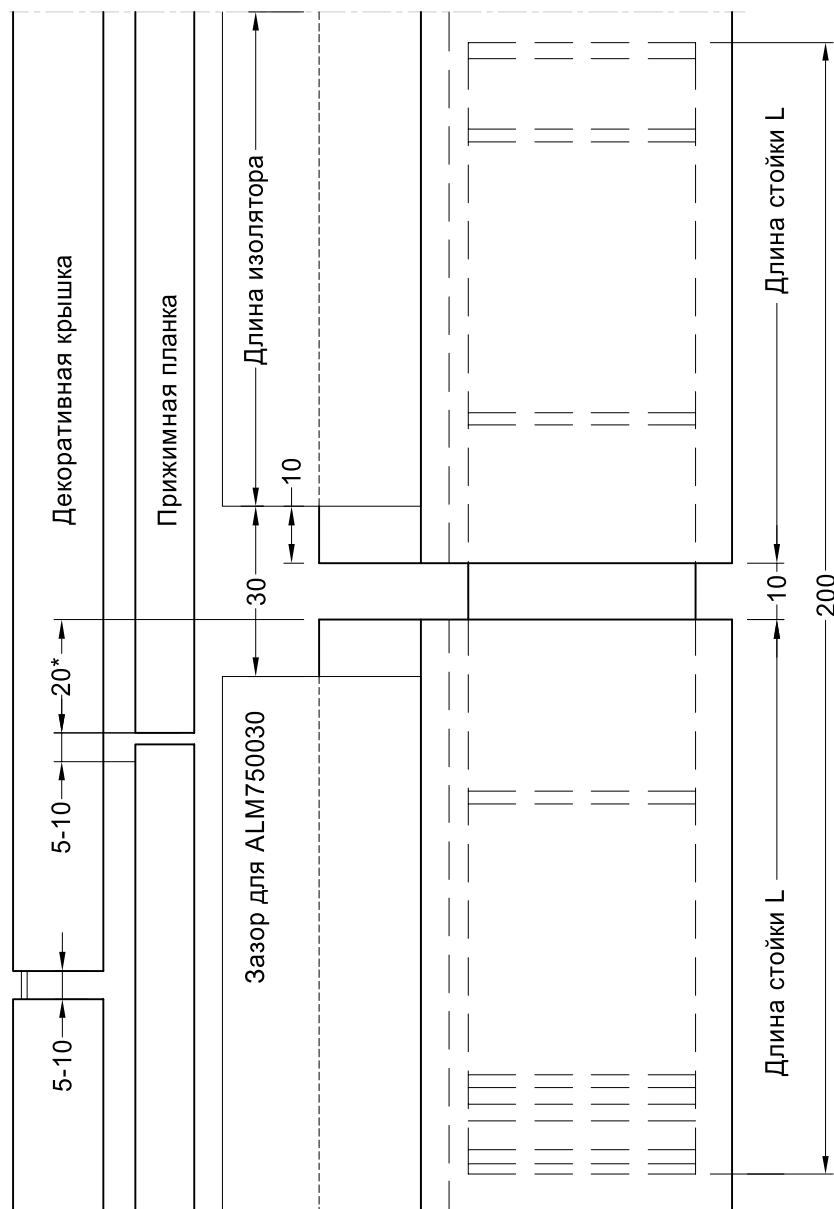 Декоративная крышка
Прижимная планка
Длина изолятора
10
30
20*
5-10
5-10
Зазор для ALM750030
Длина стойки L
10
200
Длина стойки L